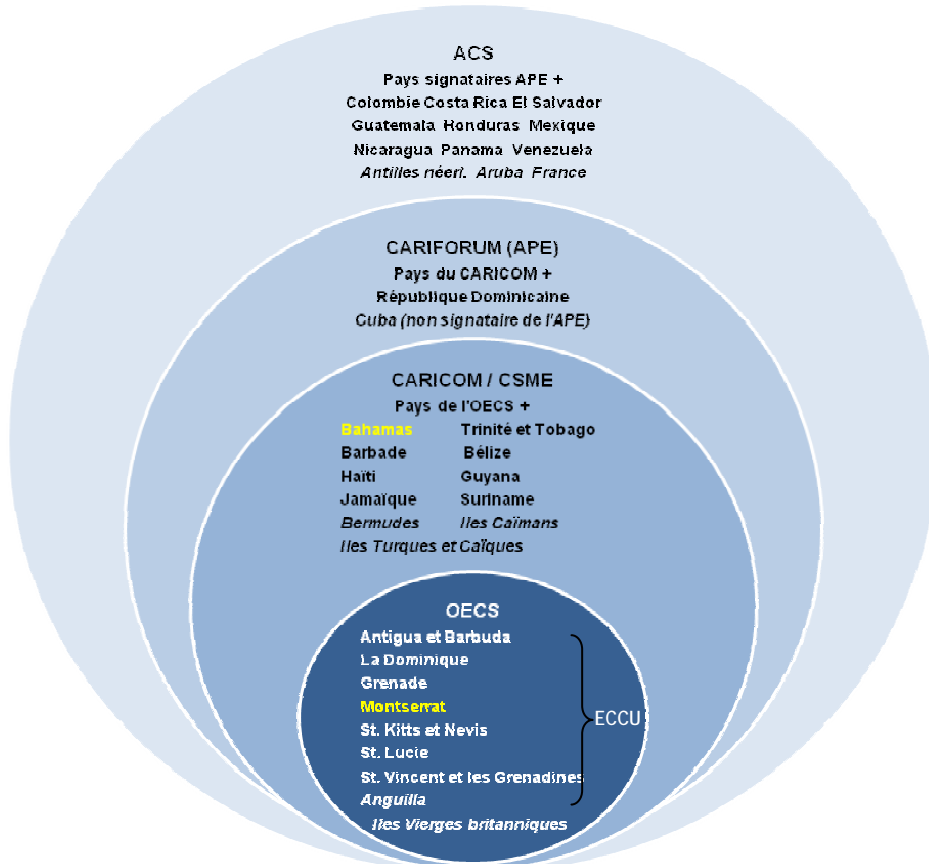 ACS
Pays signataires APE +
Colombie Costa Rica El Salvador
Guatemala Honduras Mexique
Nicaragua Panama Venezuela
Antilles néerl. Aruba France
CARIFORUM (APE)
Pays du CARICOM +
République Dominicaine
Cuba (non signataire de l'APE)
CARICOM / CSME
Pays de l'OECS +
Bahamas Trinité et Tobago
Barbade Bélize
Haïti Guyana
Jamaïque Suriname
Bermudes Iles Caïmans
Iles Turques et Caïques
OECS
Antigua et Barbuda
La Dominique
Grenade
Montserrat
ECCU
St. Kitts et Nevis
St. Lucie
St. Vincent et les Grenadines
Anguilla
Iles Vierges britanniques